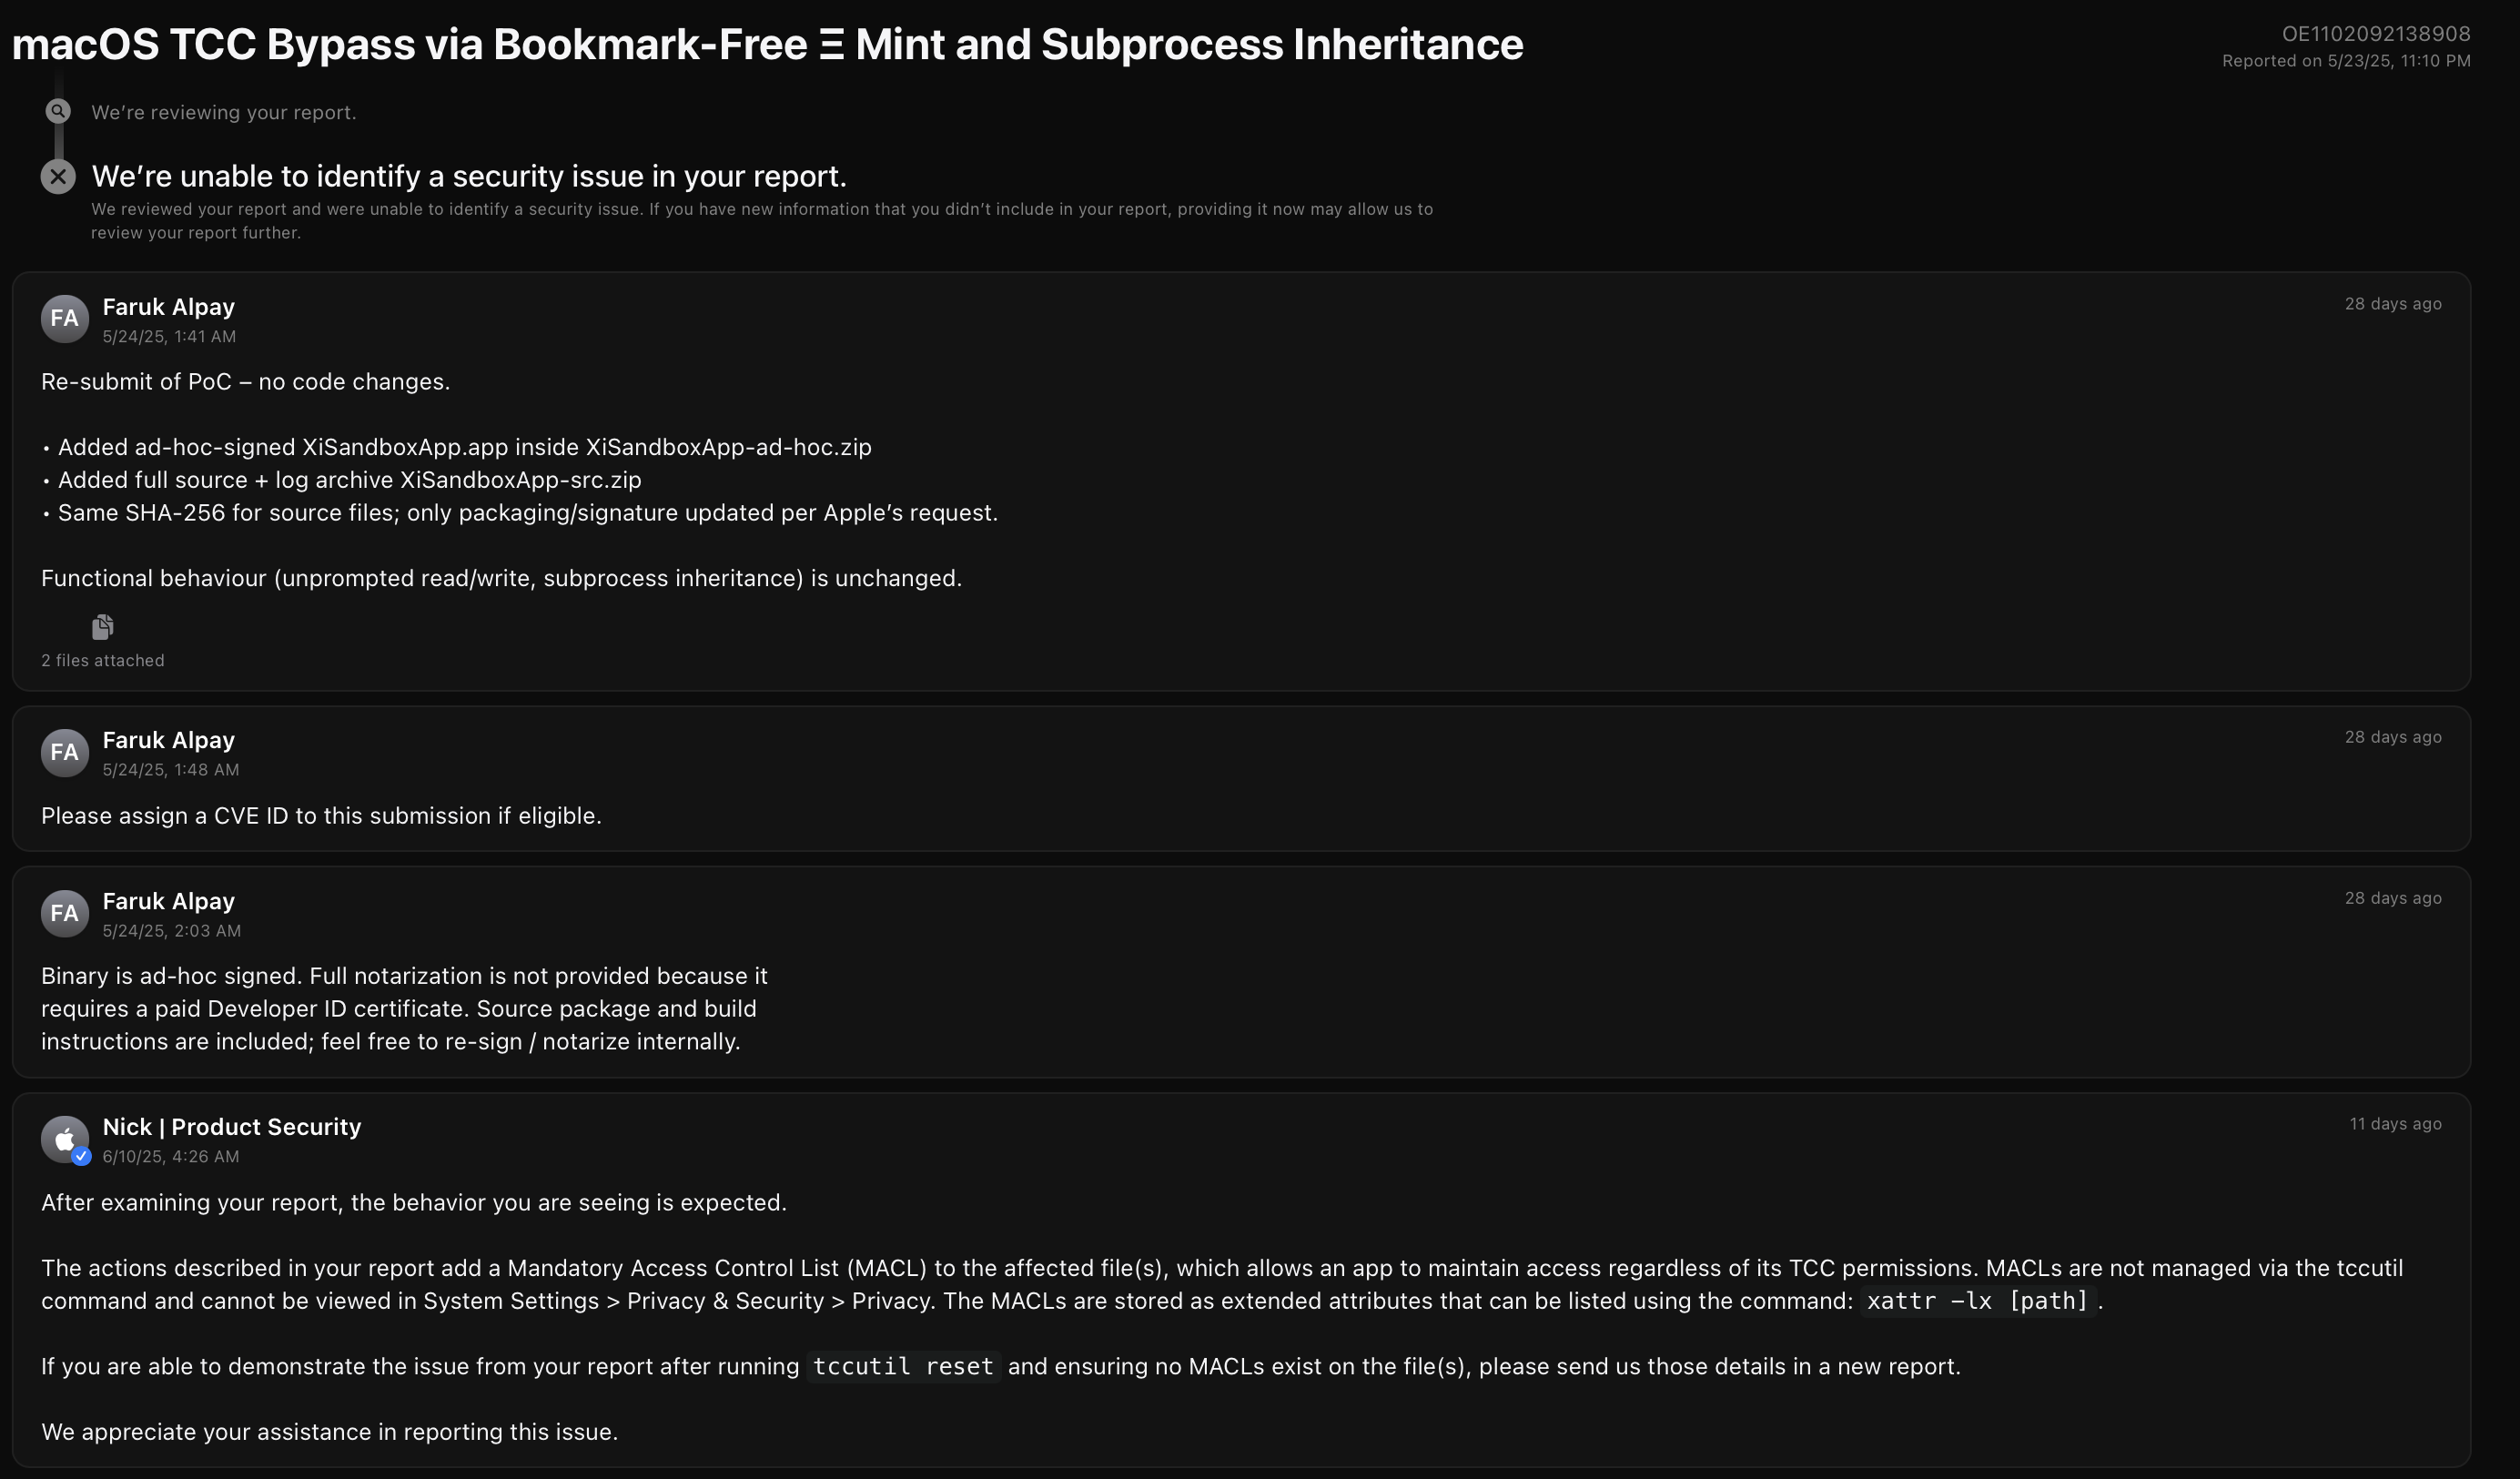 macOS TCC Bypass via Bookmark-Free Ξ Mint and Subprocess Inheritance
OE1102092138908
Reported on 5/23/25, 11:10 PM
We’re reviewing your report.
We’re unable to identify a security issue in your report.
We reviewed your report and were unable to identify a security issue. If you have new information that you didn’t include in your report, providing it now may allow us to
review your report further.
FA
Faruk Alpay
28 days ago
5/24/25, 1:41 AM
Re-submit of PoC – no code changes.
• Added ad-hoc-signed XiSandboxApp.app inside XiSandboxApp-ad-hoc.zip
• Added full source + log archive XiSandboxApp-src.zip
• Same SHA-256 for source files; only packaging/signature updated per Apple’s request.
Functional behaviour (unprompted read/write, subprocess inheritance) is unchanged.
2 files attached
FA
Faruk Alpay
28 days ago
5/24/25, 1:48 AM
Please assign a CVE ID to this submission if eligible.
FA
Faruk Alpay
28 days ago
5/24/25, 2:03 AM
Binary is ad-hoc signed. Full notarization is not provided because it
requires a paid Developer ID certificate. Source package and build
instructions are included; feel free to re-sign / notarize internally.
Nick | Product Security
11 days ago
6/10/25, 4:26 AM
After examining your report, the behavior you are seeing is expected.
The actions described in your report add a Mandatory Access Control List (MACL) to the affected file(s), which allows an app to maintain access regardless of its TCC permissions. MACLs are not managed via the tccutil
command and cannot be viewed in System Settings > Privacy & Security > Privacy. The MACLs are stored as extended attributes that can be listed using the command: xattr –lx [path].
If you are able to demonstrate the issue from your report after running tccutil reset and ensuring no MACLs exist on the file(s), please send us those details in a new report.
We appreciate your assistance in reporting this issue.